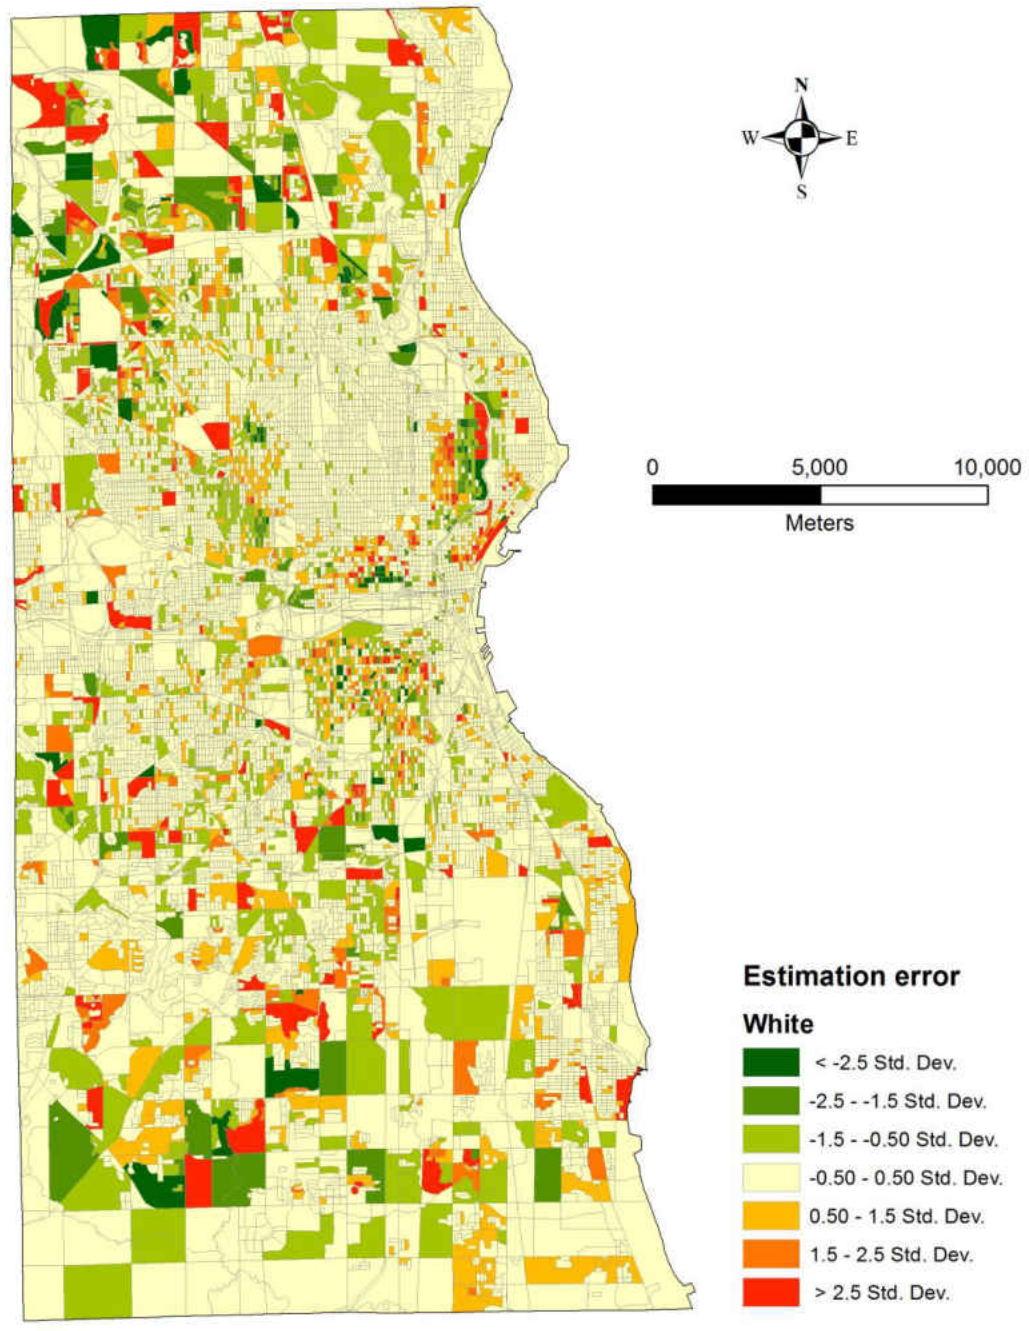 N
W E
S
0 5,000 10,000
Meters
Estimation error
White
< -2.5 Std. Dev.
-2.5 - -1.5 Std. Dev.
-1.5 - -0.50 Std. Dev.
-0.50 - 0.50 Std. Dev.
0.50 - 1.5 Std. Dev.
1.5 - 2.5 Std. Dev.
> 2.5 Std. Dev.